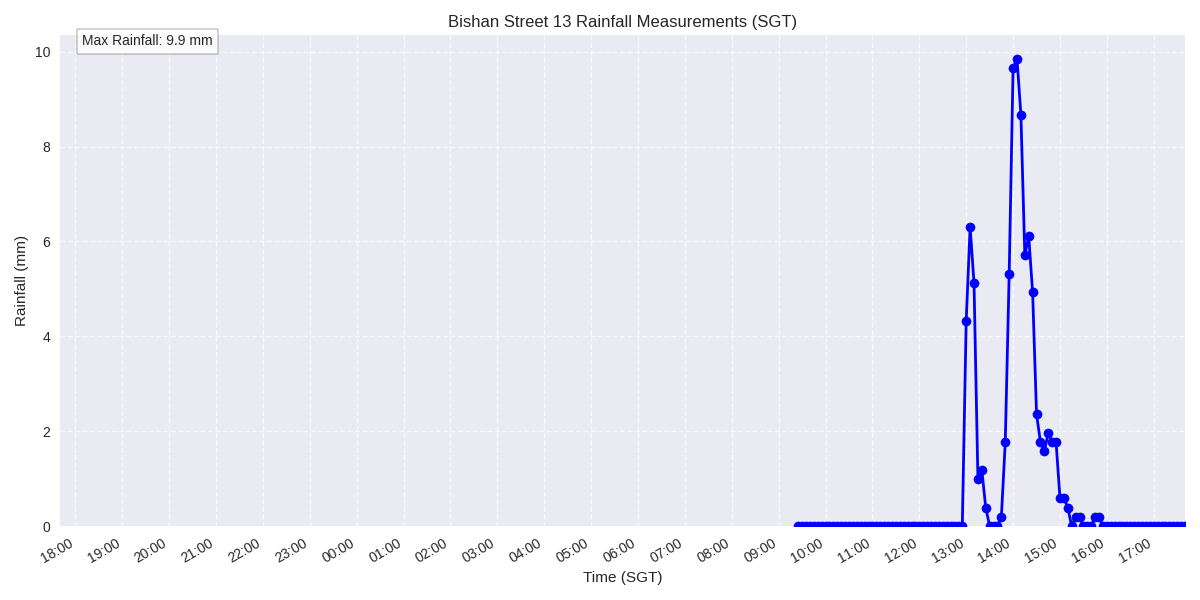 Bishan Street 13 Rainfall Measurements (SGT)
Max Rainfall: 9.9 mm
10
8
6
4
2
0
Rainfall (mm)
18:00 19:00 20:00 21:00 22:00 23:00 00:00 01:00 02:00 03:00 04:00 05:00 06:00 07:00 08:00 09:00 10:00 11:00 12:00 13:00 14:00 15:00 16:00 17:00
Time (SGT)